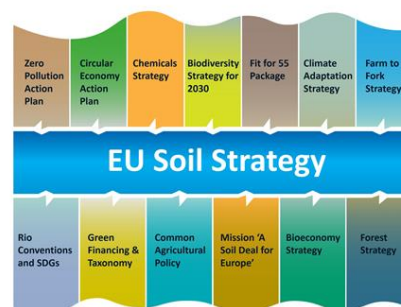 Zero
Pollution
Action
Plan
Circular
Economy
Action
Plan
Chemicals
Strategy
Biodiversity
Strategy for
2030
Fit for 55
Package
Climate
Adaptation
Strategy
Farm to
Fork
Strategy
EU Soil Strategy
Rio
Conventions
and SDGs
Green
Financing &
Taxonomy
Common
Agricultural
Policy
Mission 'A
Soil Deal for
Europe'
Bioeconomy
Strategy
Forest
Strategy